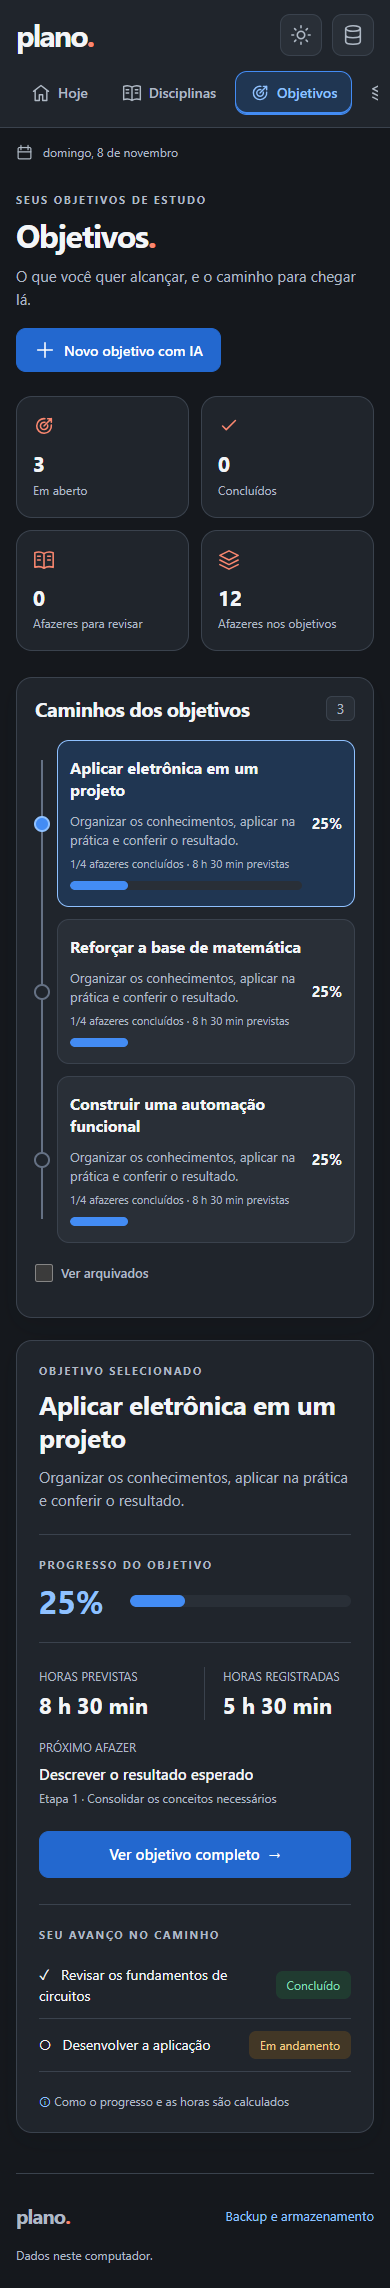 plano.
Hoje
Disciplinas
Objetivos
domingo, 8 de novembro
SEUS OBJETIVOS DE ESTUDO
Objetivos.
O que você quer alcançar, e o caminho para chegar
lá.
Novo objetivo com IA
3
Em aberto
0
Concluídos
0
Afazeres para revisar
12
Afazeres nos objetivos
Caminhos dos objetivos
3
Aplicar eletrônica em um
projeto
Organizar os conhecimentos, aplicar na
prática e conferir o resultado.
25%
1/4 afazeres concluídos · 8 h 30 min previstas
Reforçar a base de matemática
Organizar os conhecimentos, aplicar na
prática e conferir o resultado.
25%
1/4 afazeres concluídos · 8 h 30 min previstas
Construir uma automação
funcional
Organizar os conhecimentos, aplicar na
prática e conferir o resultado.
25%
1/4 afazeres concluídos · 8 h 30 min previstas
Ver arquivados
OBJETIVO SELECIONADO
Aplicar eletrônica em um
projeto
Organizar os conhecimentos, aplicar na prática
e conferir o resultado.
PROGRESSO DO OBJETIVO
25%
HORAS PREVISTAS
8 h 30 min
HORAS REGISTRADAS
5 h 30 min
PRÓXIMO AFAZER
Descrever o resultado esperado
Etapa 1 · Consolidar os conceitos necessários
Ver objetivo completo →
SEU AVANÇO NO CAMINHO
✓ Revisar os fundamentos de
circuitos
Concluído
Desenvolver a aplicação
Em andamento
Como o progresso e as horas são calculados
plano.
Backup e armazenamento
Dados neste computador.